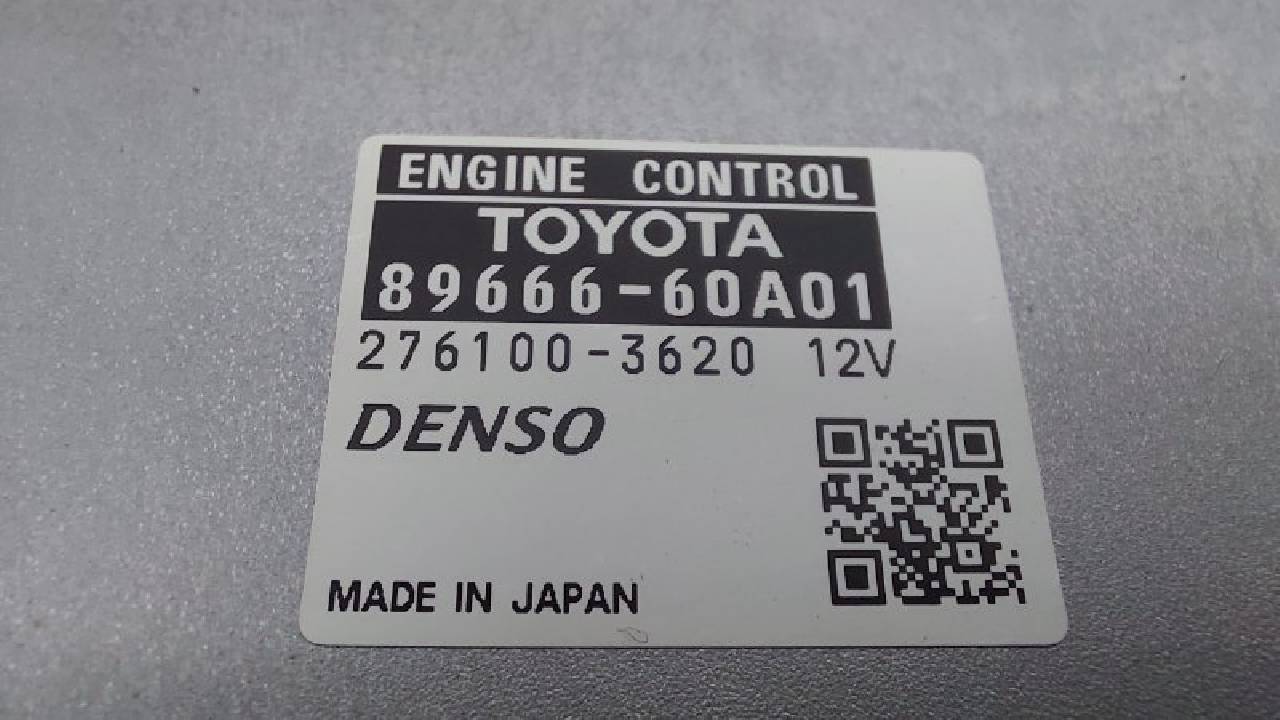 ENGINE CONTROL
TOYOTA
89666-60A01
276100-3620 12V
DENSO
MADE IN JAPAN